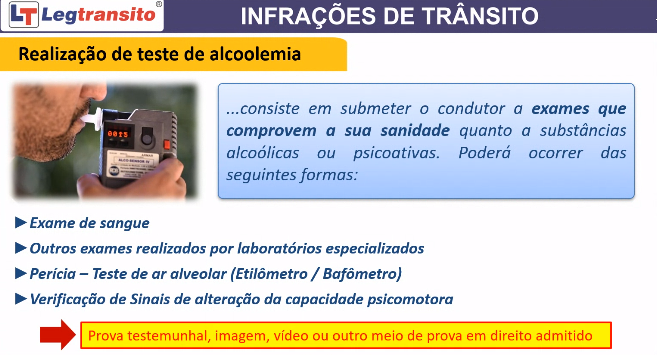 LT Legtransito®
INFRAÇÕES DE TRÂNSITO
Realização de teste de alcoolemia
...consiste em submeter o condutor a exames que
comprovem a sua sanidade quanto a substâncias
alcoólicas ou psicoativas. Poderá ocorrer das
seguintes formas:
►Exame de sangue
►Outros exames realizados por laboratórios especializados
►Perícia – Teste de ar alveolar (Etilômetro / Bafômetro)
►Verificação de Sinais de alteração da capacidade psicomotora
Prova testemunhal, imagem, vídeo ou outro meio de prova em direito admitido